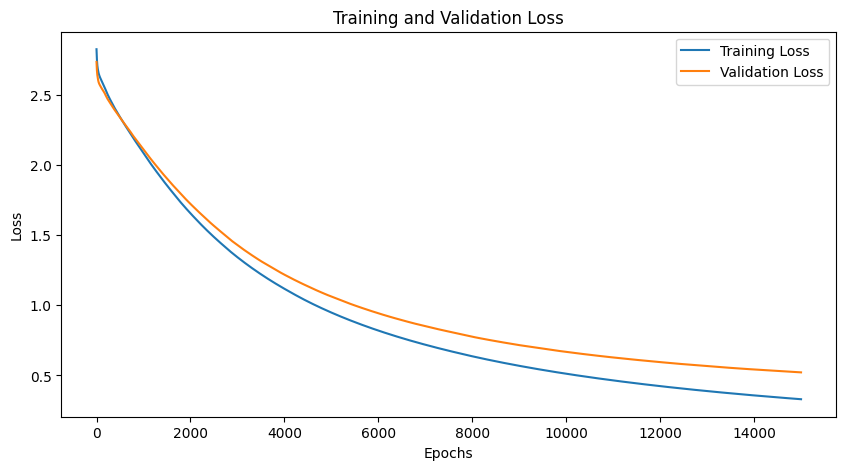 Training and Validation Loss
Training Loss
Validation Loss
2.5
2.0
1.5
1.0
0.5
Loss
0 2000 4000 6000 8000 10000 12000 14000
Epochs